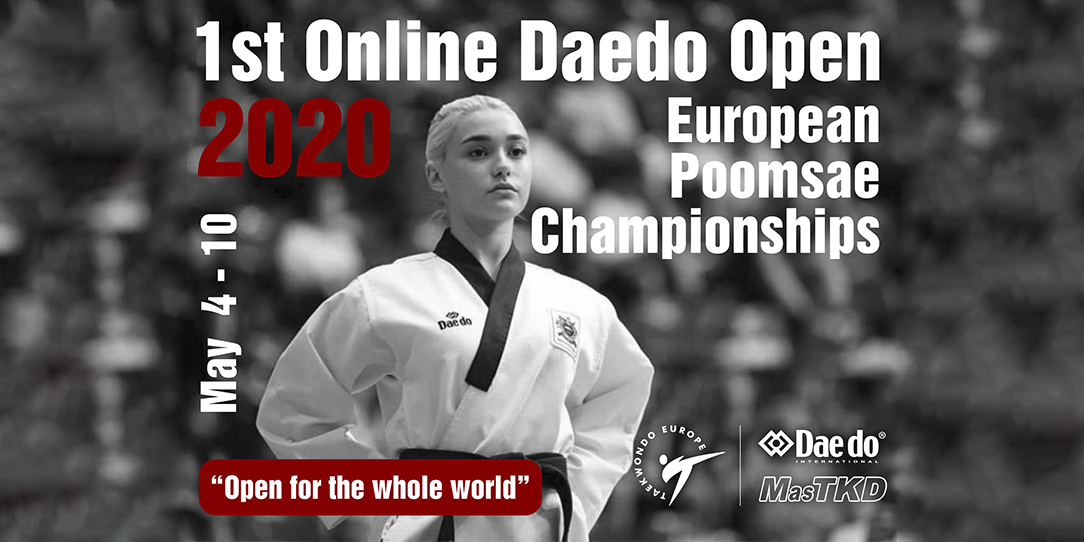 1st Online Daedo Open
2020
European
Poomsae
Championships
May 4 - 10
Daedo
"Open for the whole world"
TAEKWONDO EUROPE
Daedo®
INTERNATIONAL
MasTKD